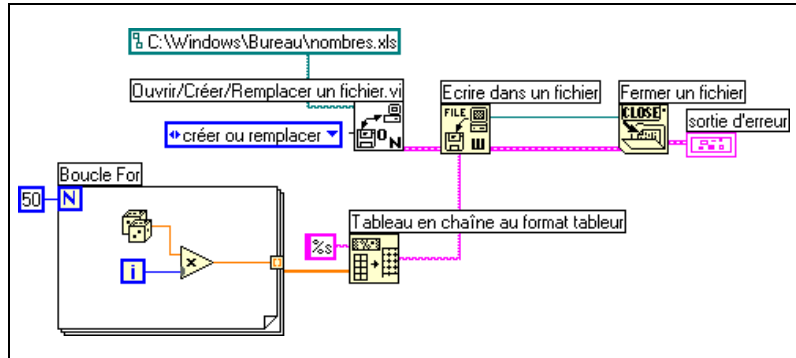 C:\Windows\Bureau\nombres.xls
Ouvrir/Créer/Remplacer un fichier.vi
Ecrire dans un fichier
Fermer un fichier
créer ou remplacer
O
N
FILE
W
CLOSE
sortie d'erreur
Boucle For
50
N
i
x
Tableau en chaîne au format tableur
%s